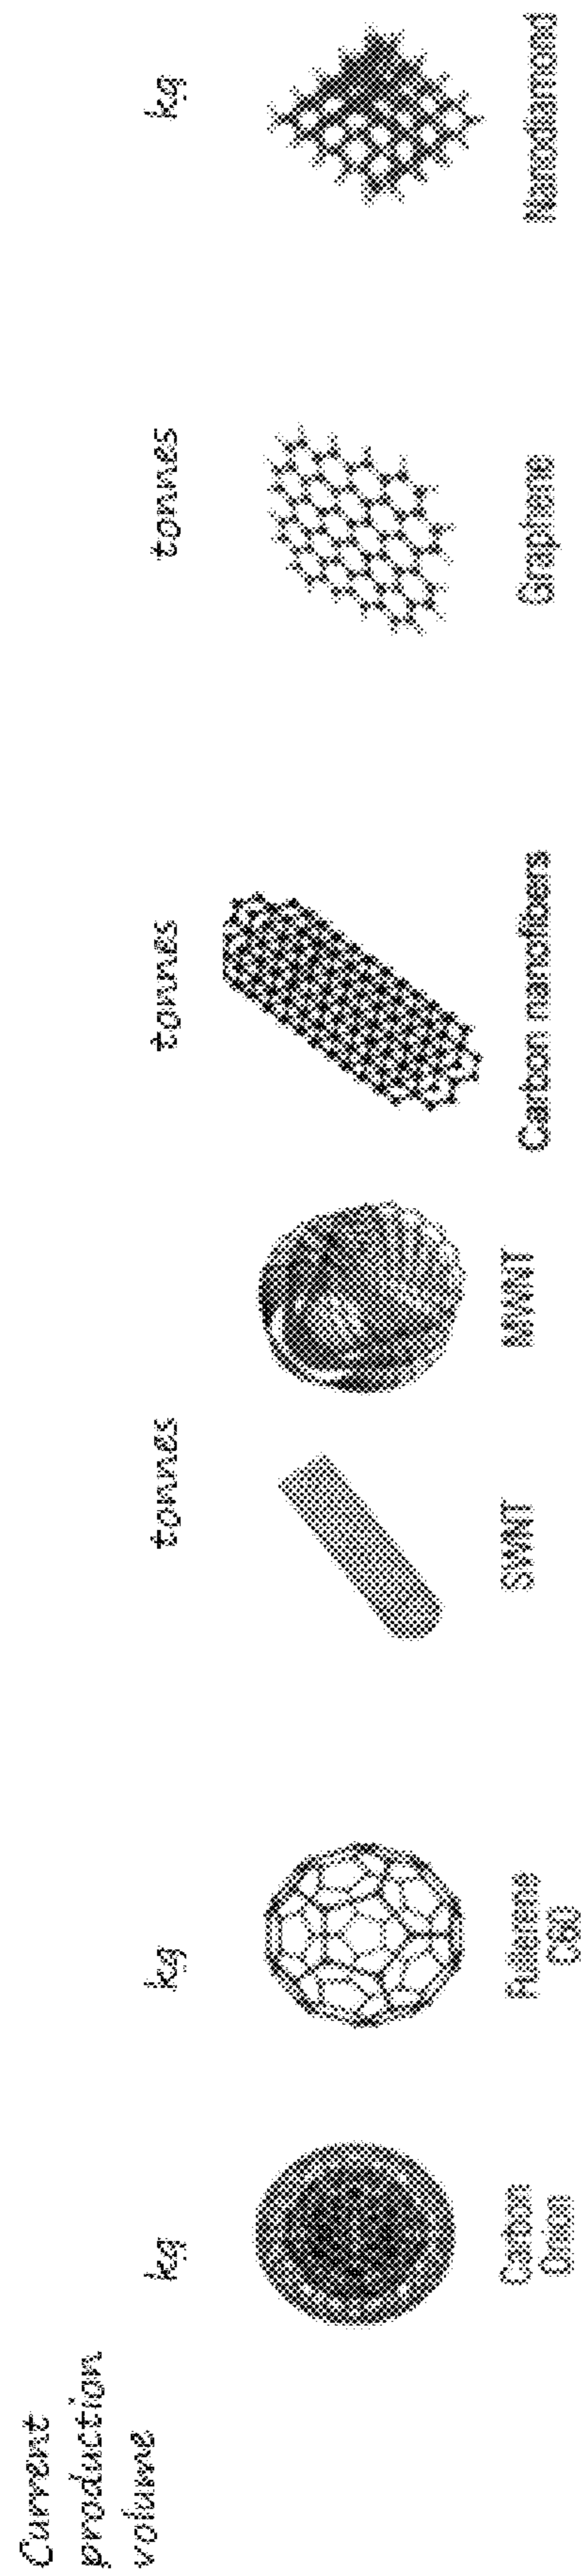 Current
production
volume
kg
kg
tonnes
tonnes
tonnes
kg
Carbon
Onion
Fullerene
C60
SWNT
MWNT
Carbon nanofibers
Graphene
Nanodiamond